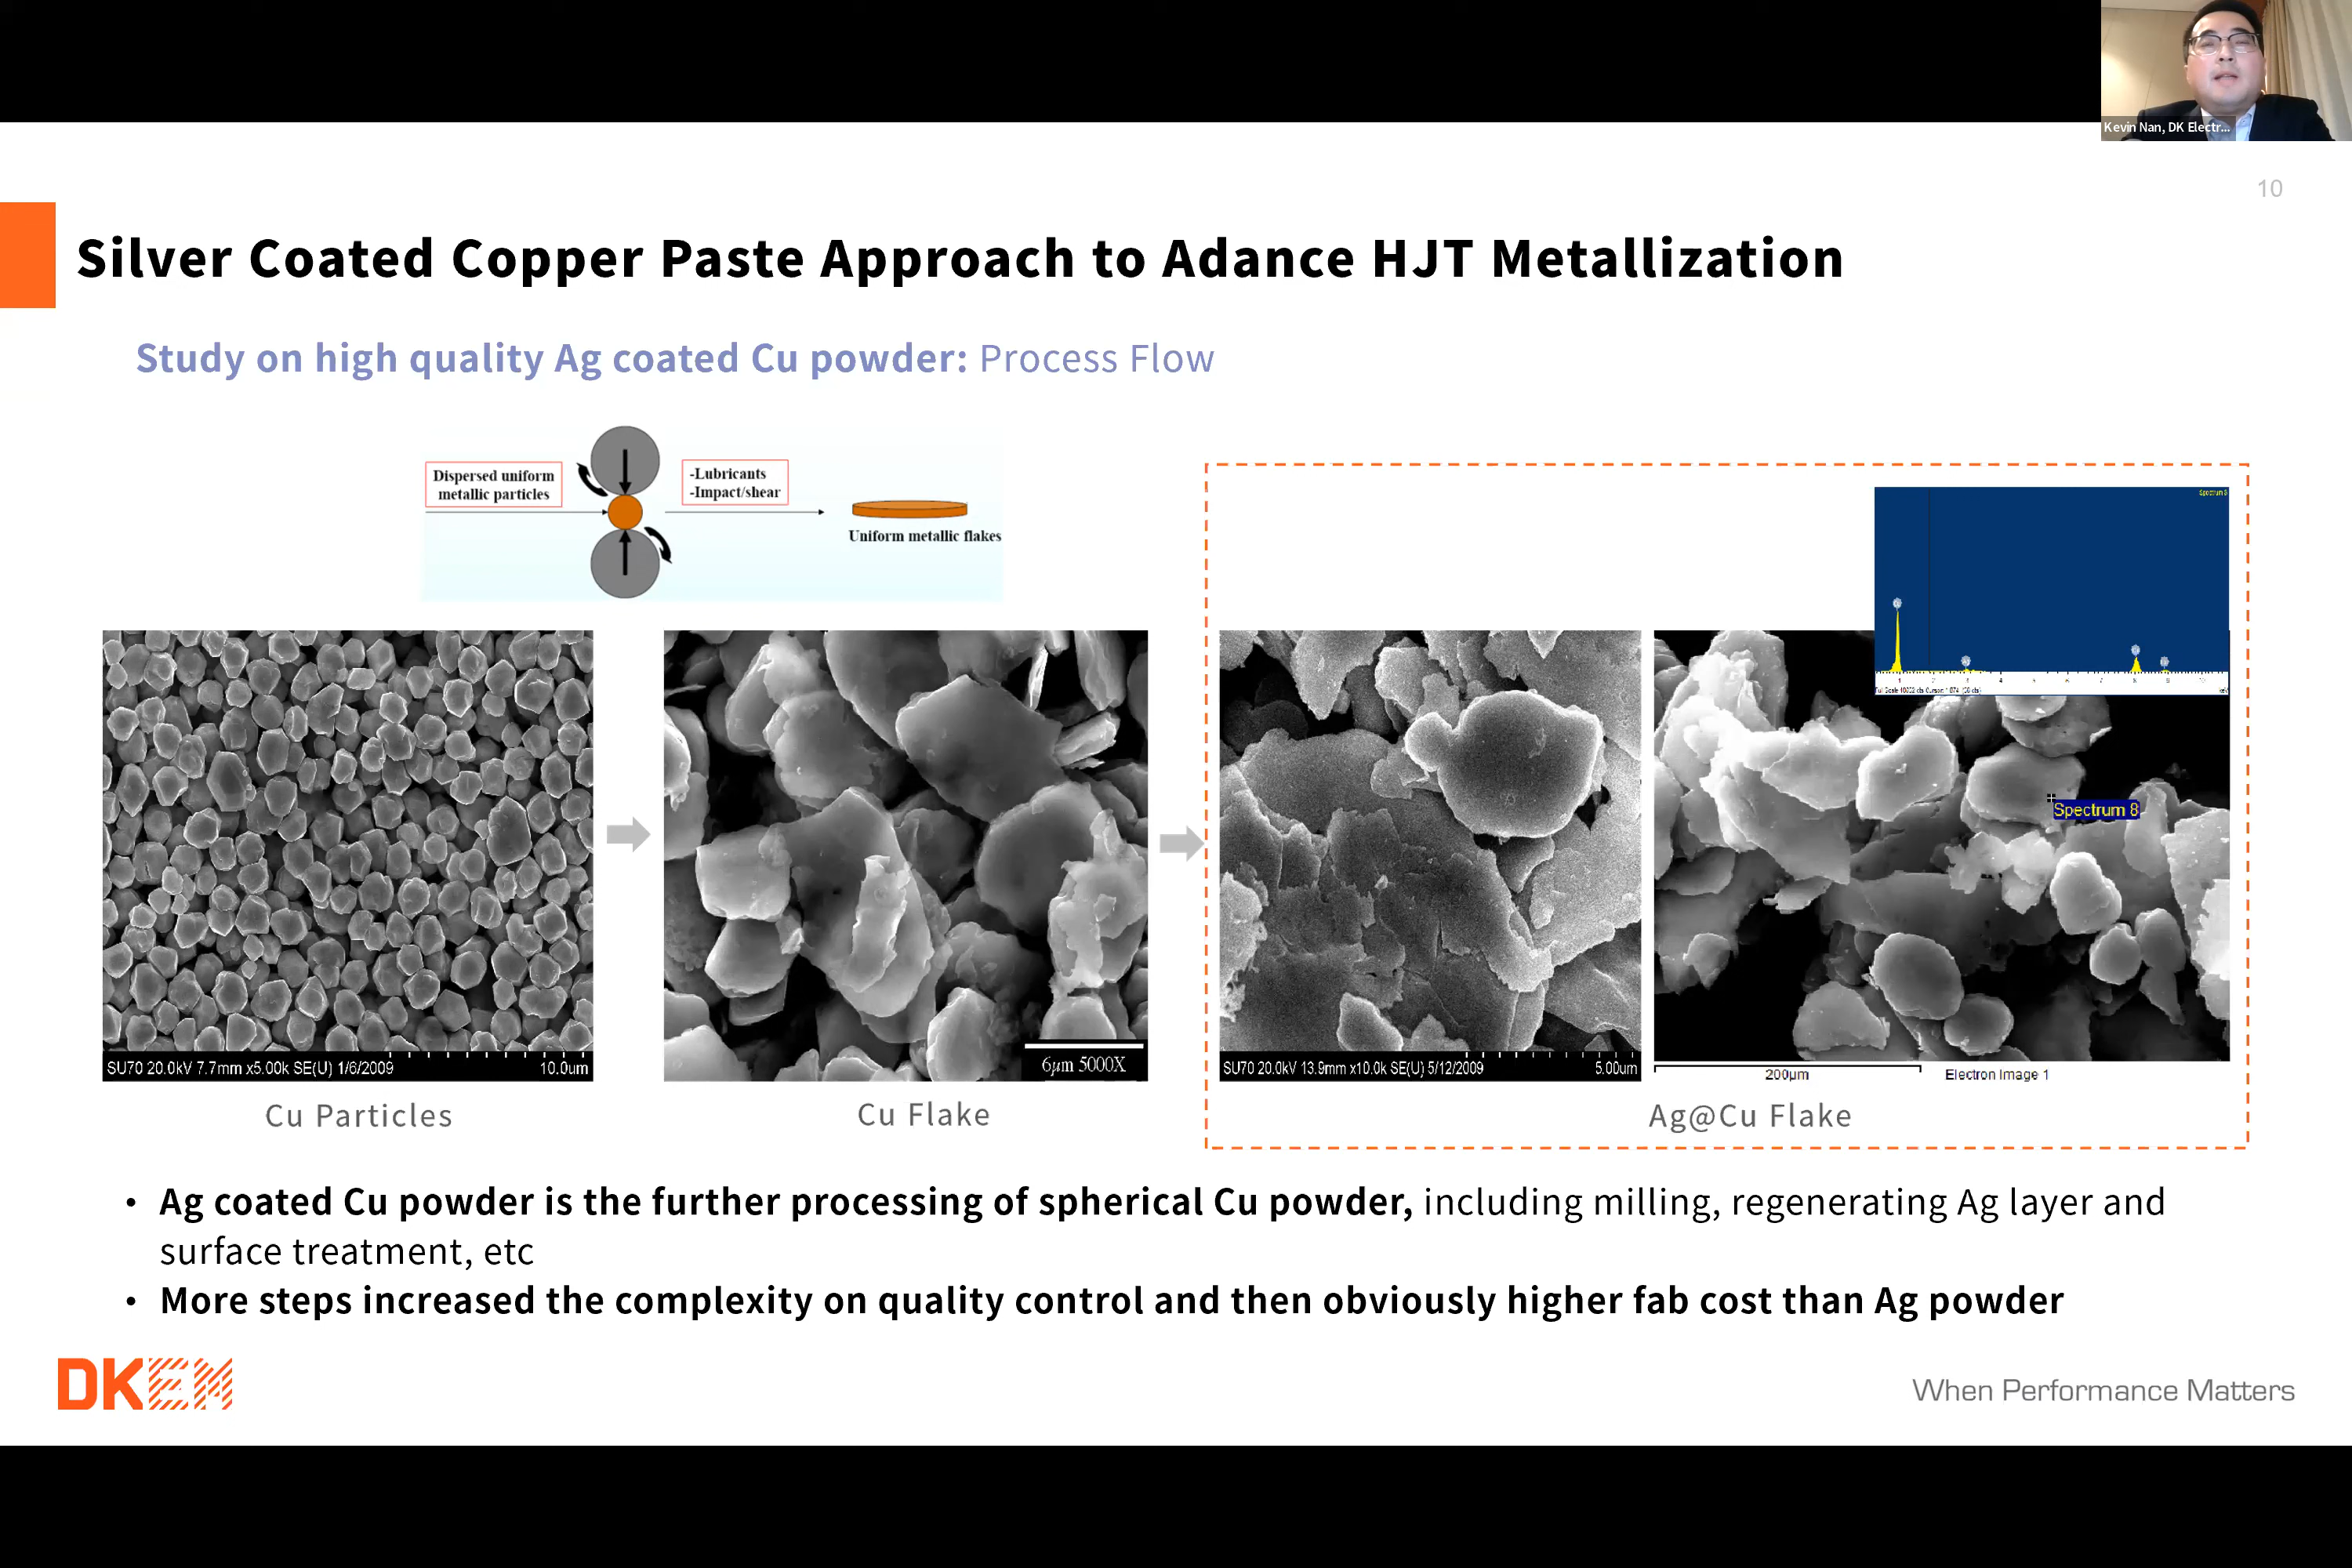 Kevin Nan, DK Electr...
10
Silver Coated Copper Paste Approach to Adance HJT Metallization
Study on high quality Ag coated Cu powder: Process Flow
Dispersed uniform
metallic particles
-Lubricants
-Impact/shear
Uniform metallic flakes
Spectrum 8
SU70 20.0kV 7.7mm x5.00k SE(U) 1/6/2009 10.0um
6μm 5000X
SU70 20.0kV 13.9mm x10.0k SE(U) 5/12/2009 5.00um
Spectrum 8
200μm Electron Image 1
Cu Particles
Cu Flake
Ag@Cu Flake
• Ag coated Cu powder is the further processing of spherical Cu powder, including milling, regenerating Ag layer and
surface treatment, etc
• More steps increased the complexity on quality control and then obviously higher fab cost than Ag powder
DKEM
When Performance Matters